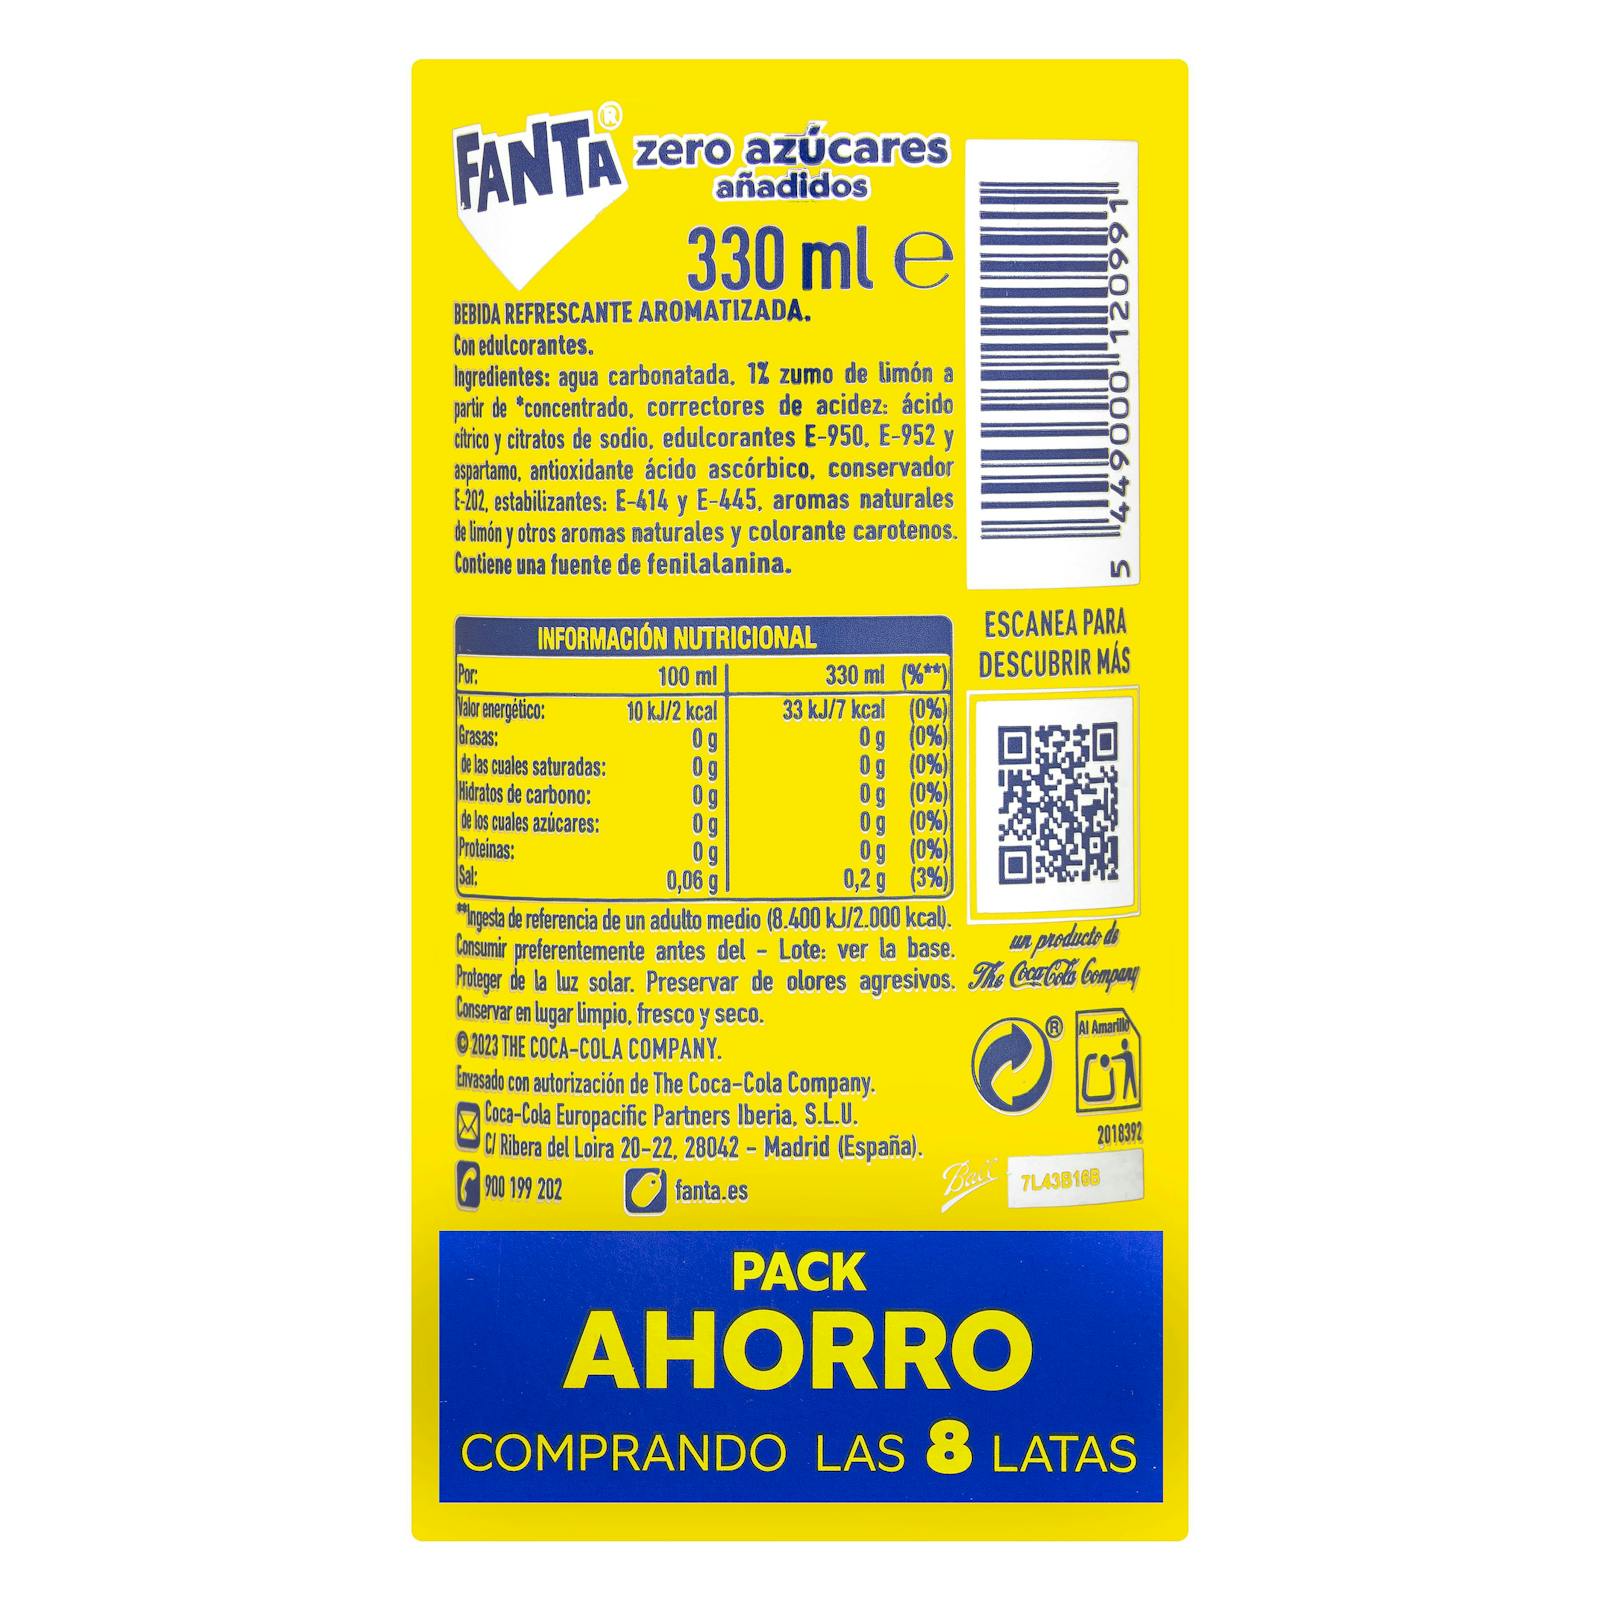 FANTA®
zero azúcares
añadidos
330 ml ℮
BEBIDA REFRESCANTE AROMATIZADA.
Con edulcorantes.
Ingredientes: agua carbonatada, 1% zumo de limón a
partir de *concentrado, correctores de acidez: ácido
cítrico y citratos de sodio, edulcorantes E-950, E-952 y
aspartamo, antioxidante ácido ascórbico, conservador
E-202, estabilizantes: E-414 y E-445, aromas naturales
de limón y otros aromas naturales y colorante carotenos.
Contiene una fuente de fenilalanina.
INFORMACIÓN NUTRICIONAL
Por: 100 ml 330 ml (%**)
Valor energético: 10 kJ/2 kcal 33 kJ/7 kcal (0%)
Grasas: 0 g 0 g (0%)
de las cuales saturadas: 0 g 0 g (0%)
Hidratos de carbono: 0 g 0 g (0%)
de los cuales azúcares: 0 g 0 g (0%)
Proteínas: 0 g 0 g (0%)
Sal: 0,06 g 0,2 g (3%)
**Ingesta de referencia de un adulto medio (8.400 kJ/2.000 kcal).
Consumir preferentemente antes del - Lote: ver la base.
Proteger de la luz solar. Preservar de olores agresivos.
Conservar en lugar limpio, fresco y seco.
© 2023 THE COCA-COLA COMPANY.
Envasado con autorización de The Coca-Cola Company.
Coca-Cola Europacific Partners Iberia, S.L.U.
C/ Ribera del Loira 20-22, 28042 - Madrid (España).
900 199 202 fanta.es
5 449000 120991
ESCANEA PARA
DESCUBRIR MÁS
un producto de
The Coca-Cola Company
®
Al Amarillo
2018392
Ball
7L43B16B
PACK
AHORRO
COMPRANDO LAS 8 LATAS